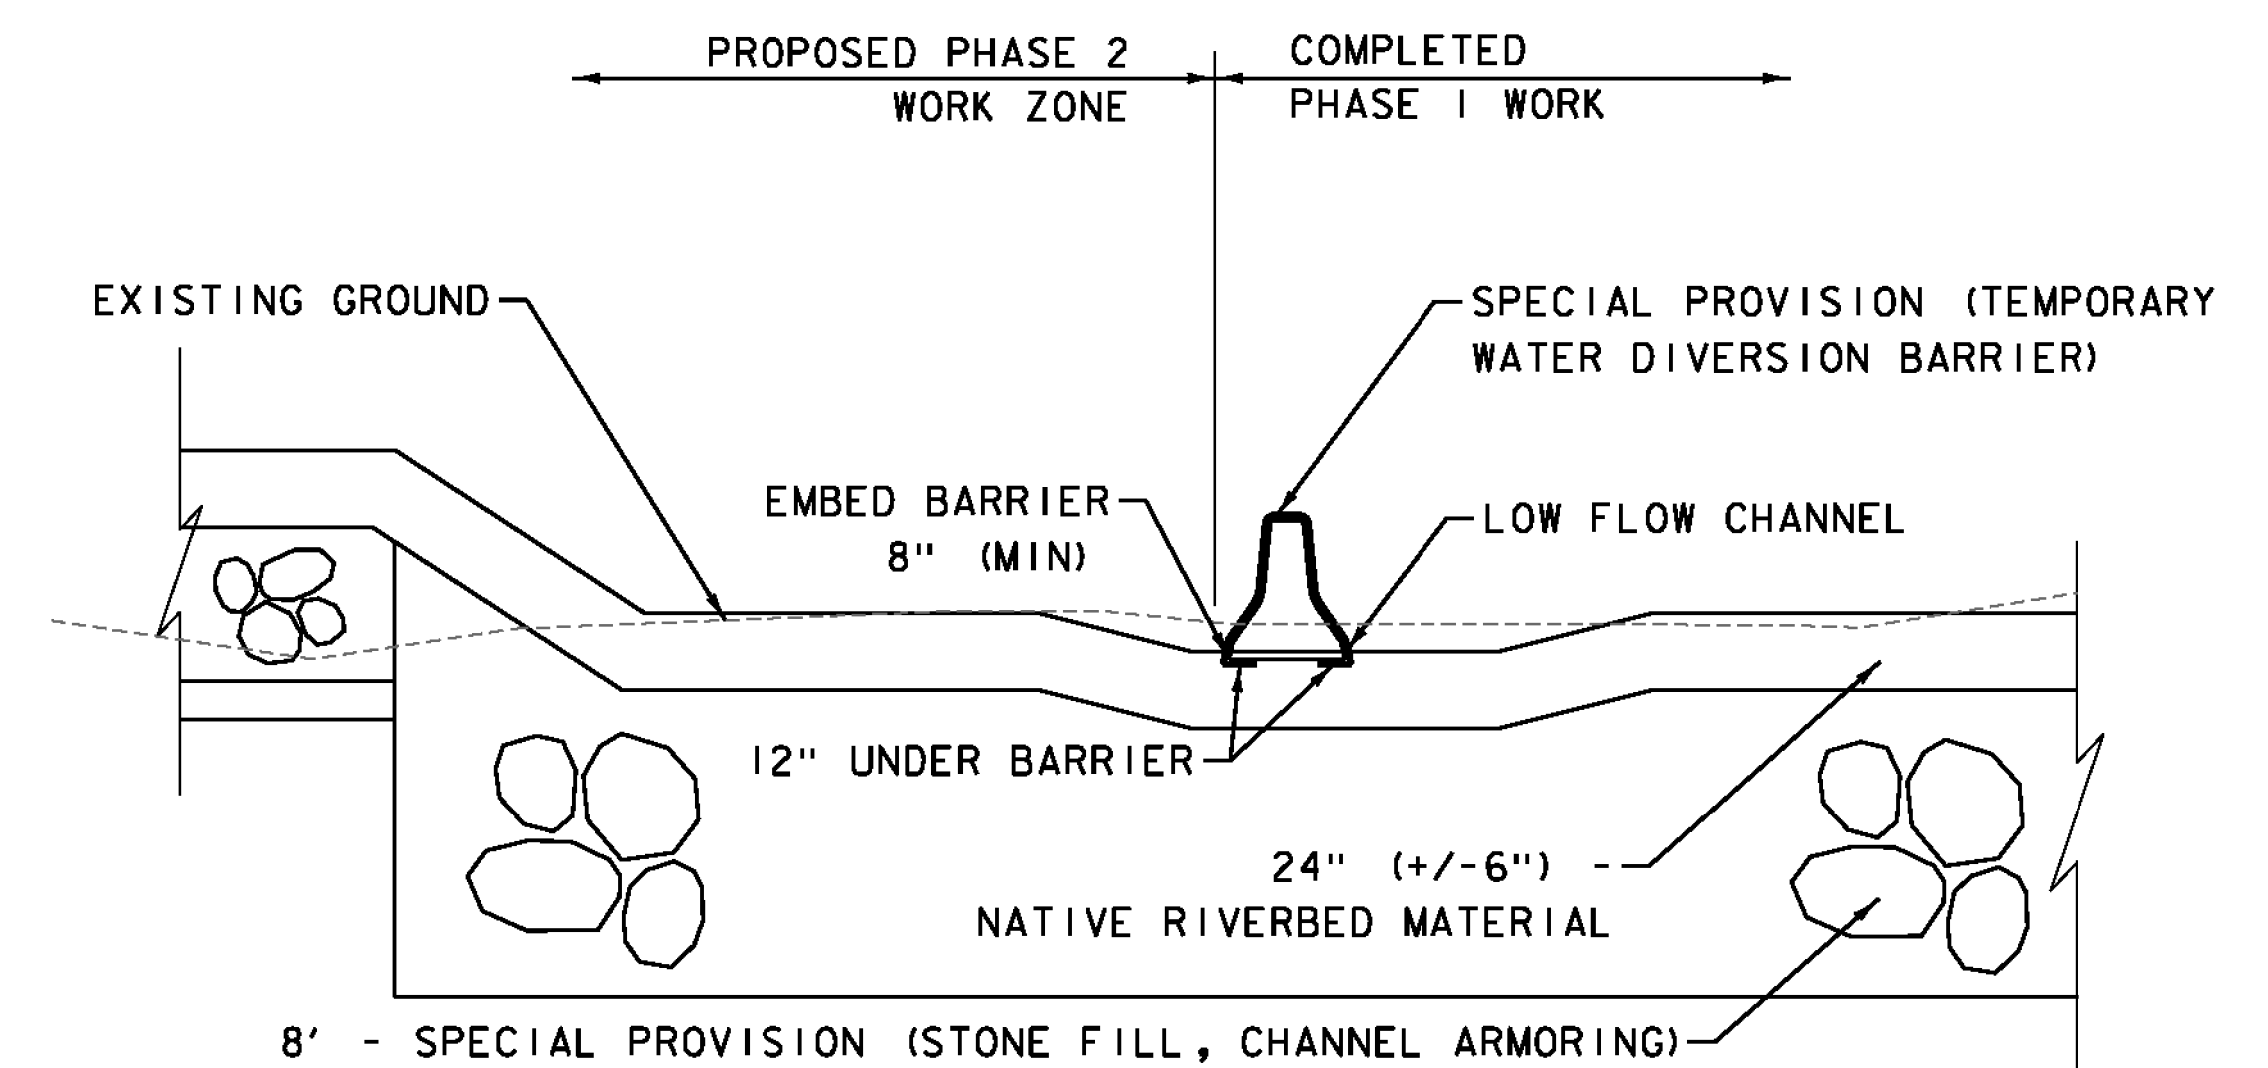 PROPOSED PHASE 2
WORK ZONE
COMPLETED
PHASE 1 WORK
EXISTING GROUND
SPECIAL PROVISION (TEMPORARY
WATER DIVERSION BARRIER)
EMBED BARRIER
8" (MIN)
LOW FLOW CHANNEL
12" UNDER BARRIER
24" (+/-6") -
NATIVE RIVERBED MATERIAL
8' - SPECIAL PROVISION (STONE FILL, CHANNEL ARMORING)